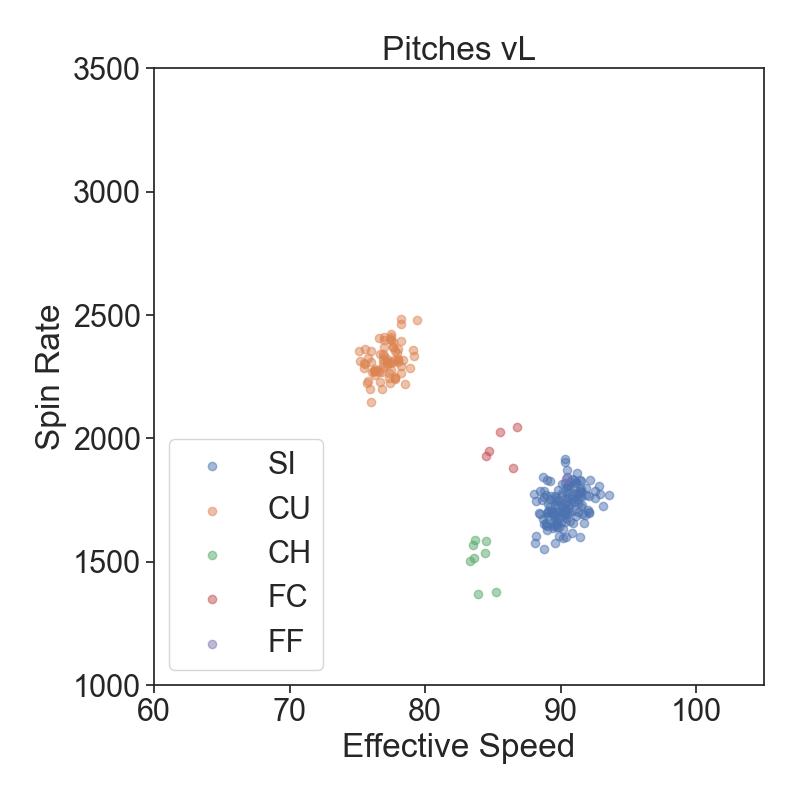 Pitches vL
3500
3000
2500
2000
1500
1000
Spin Rate
SI
CU
CH
FC
FF
60 70 80 90 100
Effective Speed